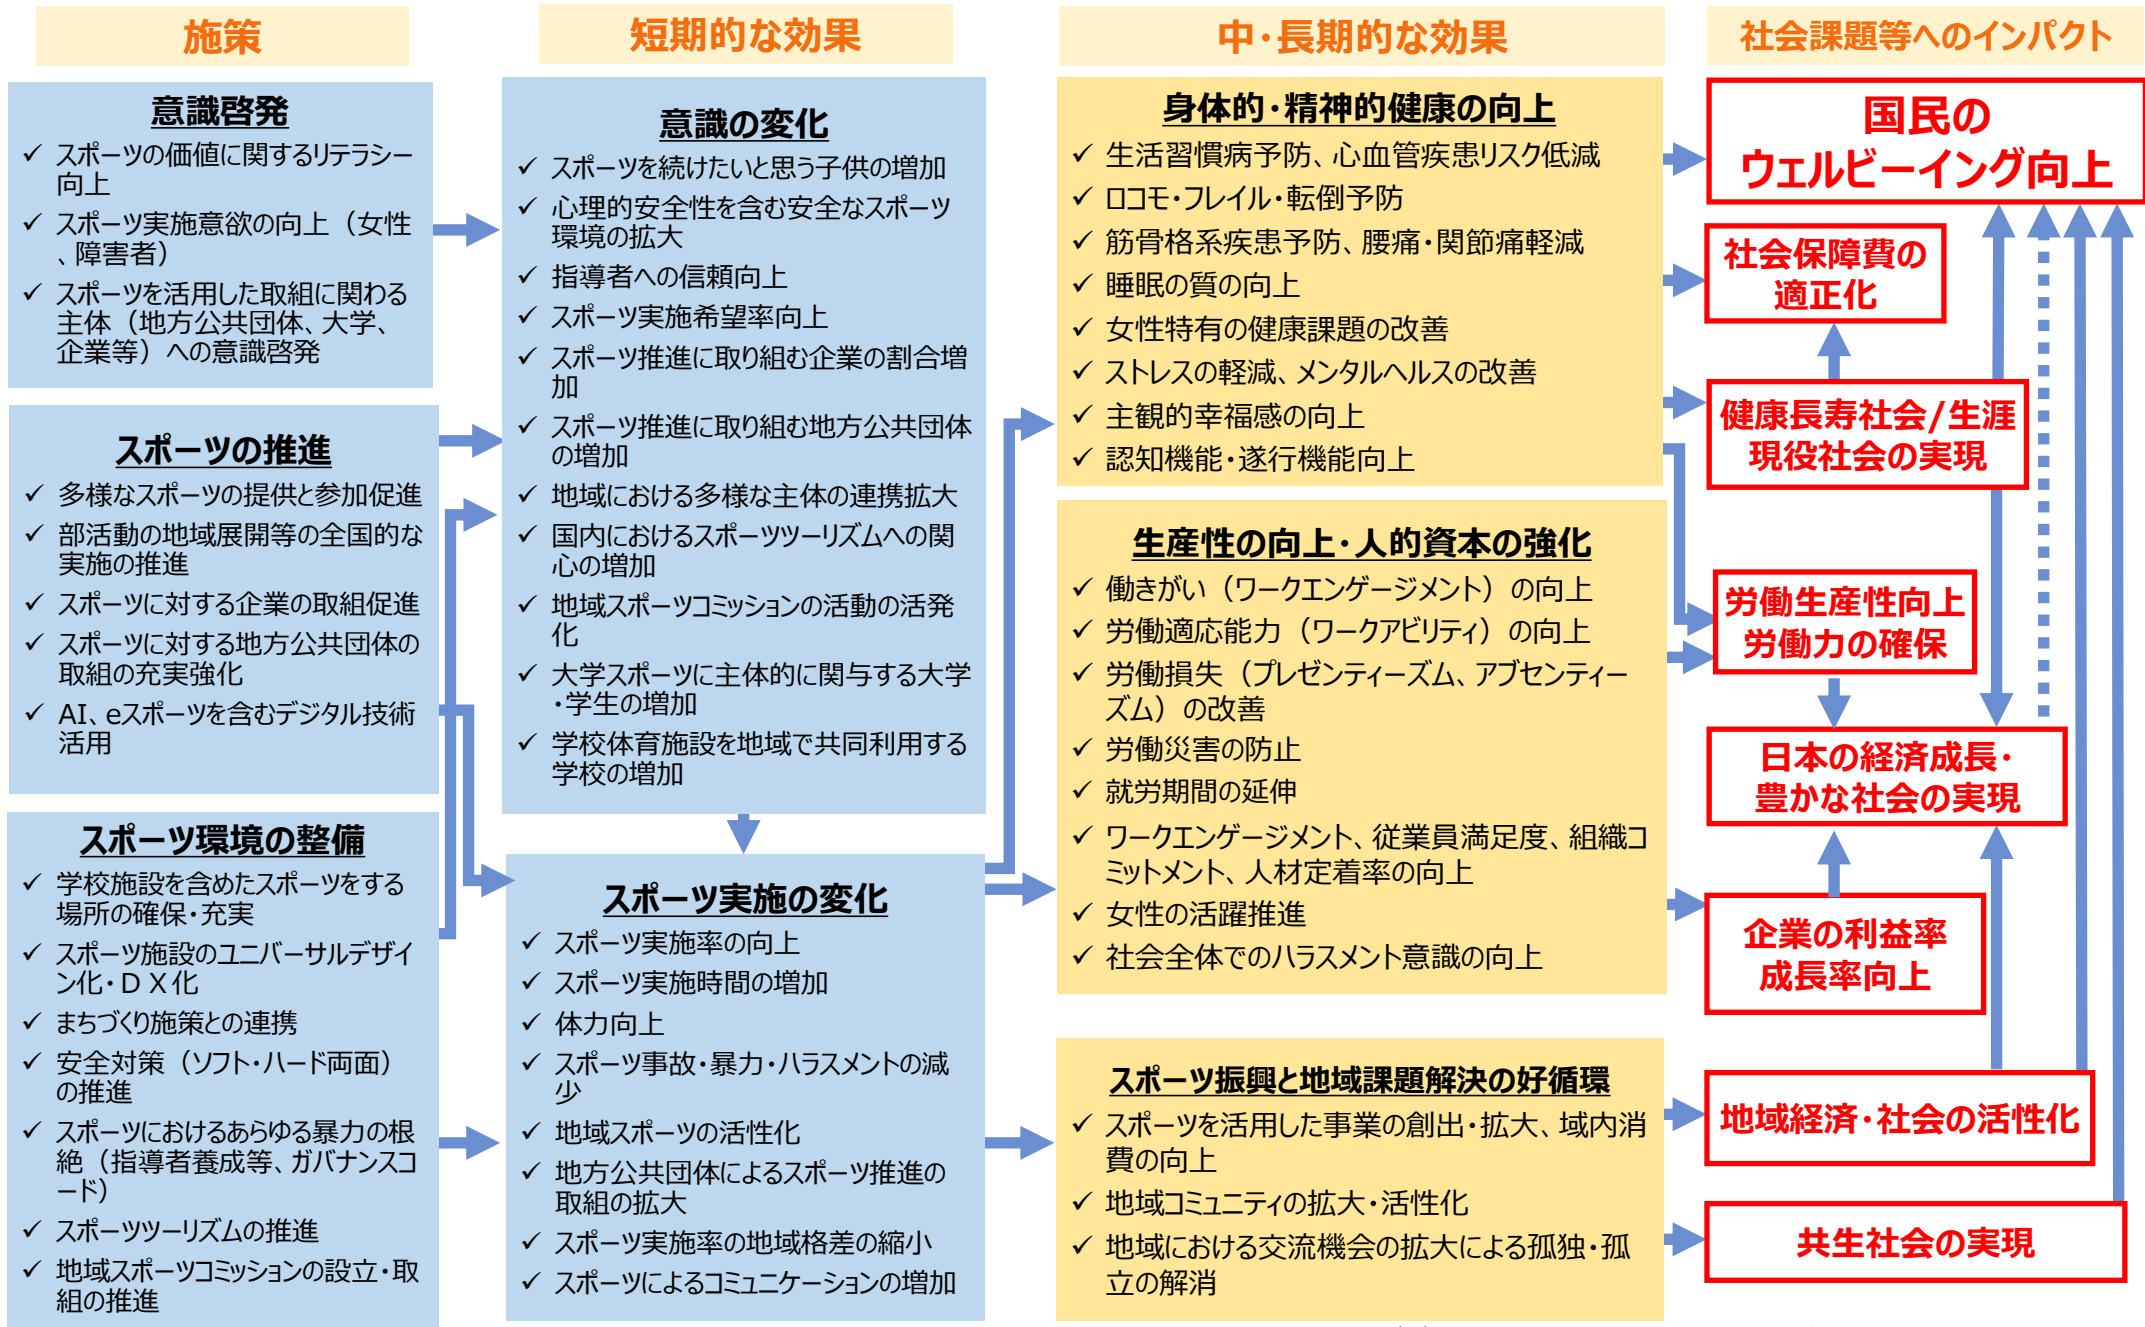 施策
意識啓発
✓ スポーツの価値に関するリテラシー
向上
✓ スポーツ実施意欲の向上（女性
、障害者）
✓ スポーツを活用した取組に関わる
主体（地方公共団体、大学、
企業等）への意識啓発
スポーツの推進
✓ 多様なスポーツの提供と参加促進
✓ 部活動の地域展開等の全国的な
実施の推進
✓ スポーツに対する企業の取組促進
✓ スポーツに対する地方公共団体の
取組の充実強化
✓ AI、eスポーツを含むデジタル技術
活用
スポーツ環境の整備
✓ 学校施設を含めたスポーツをする
場所の確保・充実
✓ スポーツ施設のユニバーサルデザイ
ン化・ＤＸ化
✓ まちづくり施策との連携
✓ 安全対策（ソフト・ハード両面）
の推進
✓ スポーツにおけるあらゆる暴力の根
絶（指導者養成等、ガバナンスコ
ード）
✓ スポーツツーリズムの推進
✓ 地域スポーツコミッションの設立・取
組の推進
短期的な効果
意識の変化
✓ スポーツを続けたいと思う子供の増加
✓ 心理的安全性を含む安全なスポーツ
環境の拡大
✓ 指導者への信頼向上
✓ スポーツ実施希望率向上
✓ スポーツ推進に取り組む企業の割合増
加
✓ スポーツ推進に取り組む地方公共団体
の増加
✓ 地域における多様な主体の連携拡大
✓ 国内におけるスポーツツーリズムへの関
心の増加
✓ 地域スポーツコミッションの活動の活発
化
✓ 大学スポーツに主体的に関与する大学
・学生の増加
✓ 学校体育施設を地域で共同利用する
学校の増加
スポーツ実施の変化
✓ スポーツ実施率の向上
✓ スポーツ実施時間の増加
✓ 体力向上
✓ スポーツ事故・暴力・ハラスメントの減
少
✓ 地域スポーツの活性化
✓ 地方公共団体によるスポーツ推進の
取組の拡大
✓ スポーツ実施率の地域格差の縮小
✓ スポーツによるコミュニケーションの増加
中・長期的な効果
身体的・精神的健康の向上
✓ 生活習慣病予防、心血管疾患リスク低減
✓ ロコモ・フレイル・転倒予防
✓ 筋骨格系疾患予防、腰痛・関節痛軽減
✓ 睡眠の質の向上
✓ 女性特有の健康課題の改善
✓ ストレスの軽減、メンタルヘルスの改善
✓ 主観的幸福感の向上
✓ 認知機能・遂行機能向上
生産性の向上・人的資本の強化
✓ 働きがい（ワークエンゲージメント）の向上
✓ 労働適応能力（ワークアビリティ）の向上
✓ 労働損失（プレゼンティーズム、アブセンティー
ズム）の改善
✓ 労働災害の防止
✓ 就労期間の延伸
✓ ワークエンゲージメント、従業員満足度、組織コ
ミットメント、人材定着率の向上
✓ 女性の活躍推進
✓ 社会全体でのハラスメント意識の向上
スポーツ振興と地域課題解決の好循環
✓ スポーツを活用した事業の創出・拡大、域内消
費の向上
✓ 地域コミュニティの拡大・活性化
✓ 地域における交流機会の拡大による孤独・孤
立の解消
社会課題等へのインパクト
国民の
ウェルビーイング向上
社会保障費の
適正化
健康長寿社会/生涯
現役社会の実現
労働生産性向上
労働力の確保
日本の経済成長・
豊かな社会の実現
企業の利益率
成長率向上
地域経済・社会の活性化
共生社会の実現